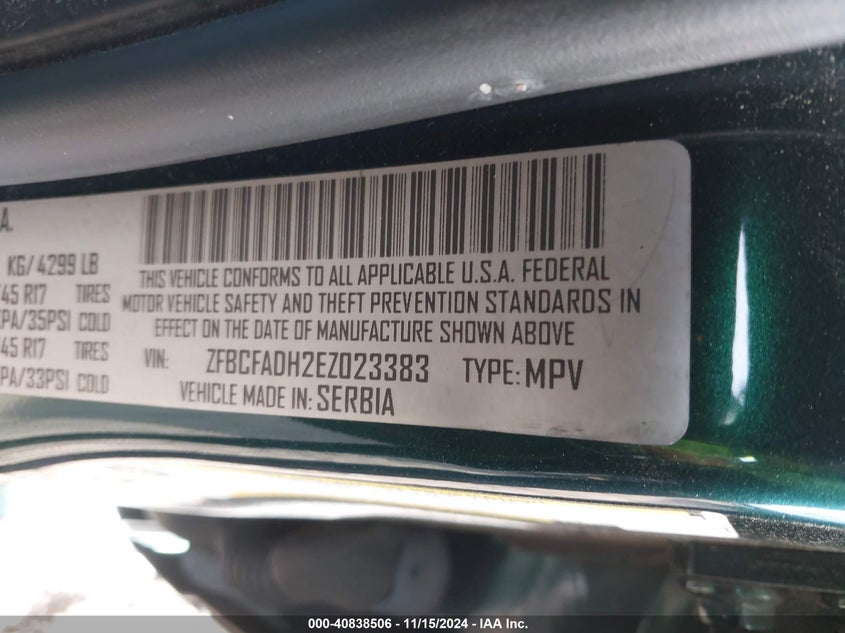 A.
KG/ 4299 LB
THIS VEHICLE CONFORMS TO ALL APPLICABLE U.S.A. FEDERAL
45 R17 TIRES MOTOR VEHICLE SAFETY AND THEFT PREVENTION STANDARDS IN
PA/35PSI COLD EFFECT ON THE DATE OF MANUFACTURE SHOWN ABOVE
45 R17 TIRES VIN: ZFBCFADH2EZ023383 TYPE: MPV
PA/33PSI COLD VEHICLE MADE IN: SERBIA
000-40838506 - 11/15/2024 - IAA Inc.